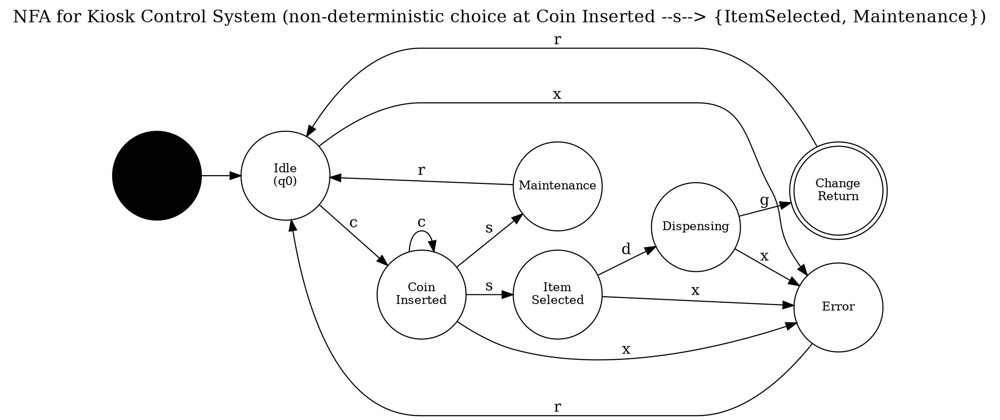 NFA for Kiosk Control System (non-deterministic choice at Coin Inserted --s--> {ItemSelected, Maintenance})
r
x
Idle
(q0)
r
Maintenance
Change
Return
g
c
c
s
Dispensing
d
x
s
x
Coin
Inserted
Item
Selected
Error
x
r